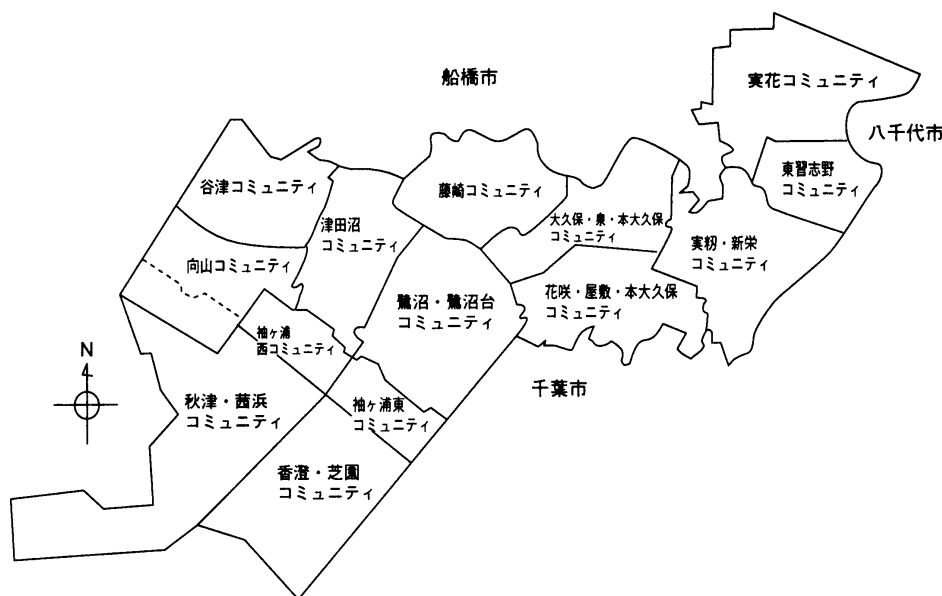 船橋市
実花コミュニティ
八千代市
東習志野
コミュニティ
谷津コミュニティ
藤崎コミュニティ
津田沼
コミュニティ
大久保・泉・本大久保
コミュニティ
実籾・新栄
コミュニティ
向山コミュニティ
鷺沼・鷺沼台
コミュニティ
花咲・屋敷・本大久保
コミュニティ
袖ヶ浦
西コミュニティ
N
千葉市
秋津・茜浜
コミュニティ
袖ヶ浦東
コミュニティ
香澄・芝園
コミュニティ